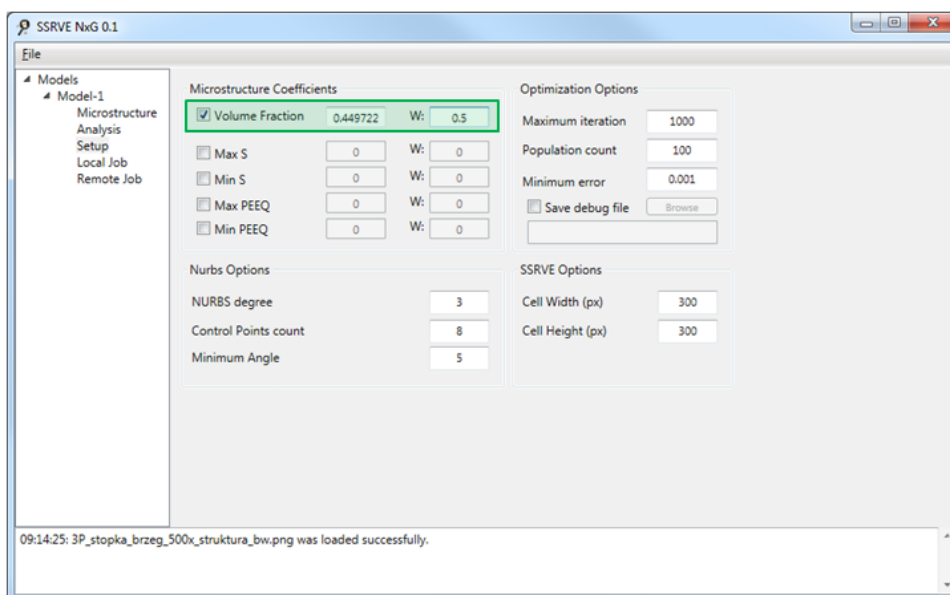 SSRVE NxG 0.1
File
Models
Model-1
Microstructure
Analysis
Setup
Local Job
Remote Job
Microstructure Coefficients
Volume Fraction 0.449722 W: 0.5
Max S 0 W: 0
Min S 0 W: 0
Max PEEQ 0 W: 0
Min PEEQ 0 W: 0
Optimization Options
Maximum iteration 1000
Population count 100
Minimum error 0.001
Save debug file Browse
Nurbs Options
NURBS degree 3
Control Points count 8
Minimum Angle 5
SSRVE Options
Cell Width (px) 300
Cell Height (px) 300
09:14:25: 3P_stopka_brzeg_500x_struktura_bw.png was loaded successfully.